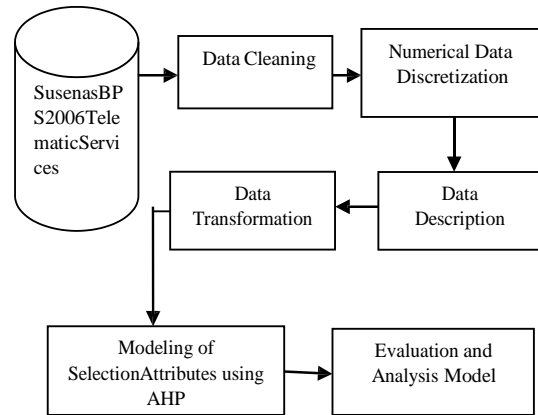 SusenasBP
S2006Tele
maticServi
ces
Data Cleaning
Numerical Data
Discretization
Data
Transformation
Data
Description
Modeling of
SelectionAttributes using
AHP
Evaluation and
Analysis Model